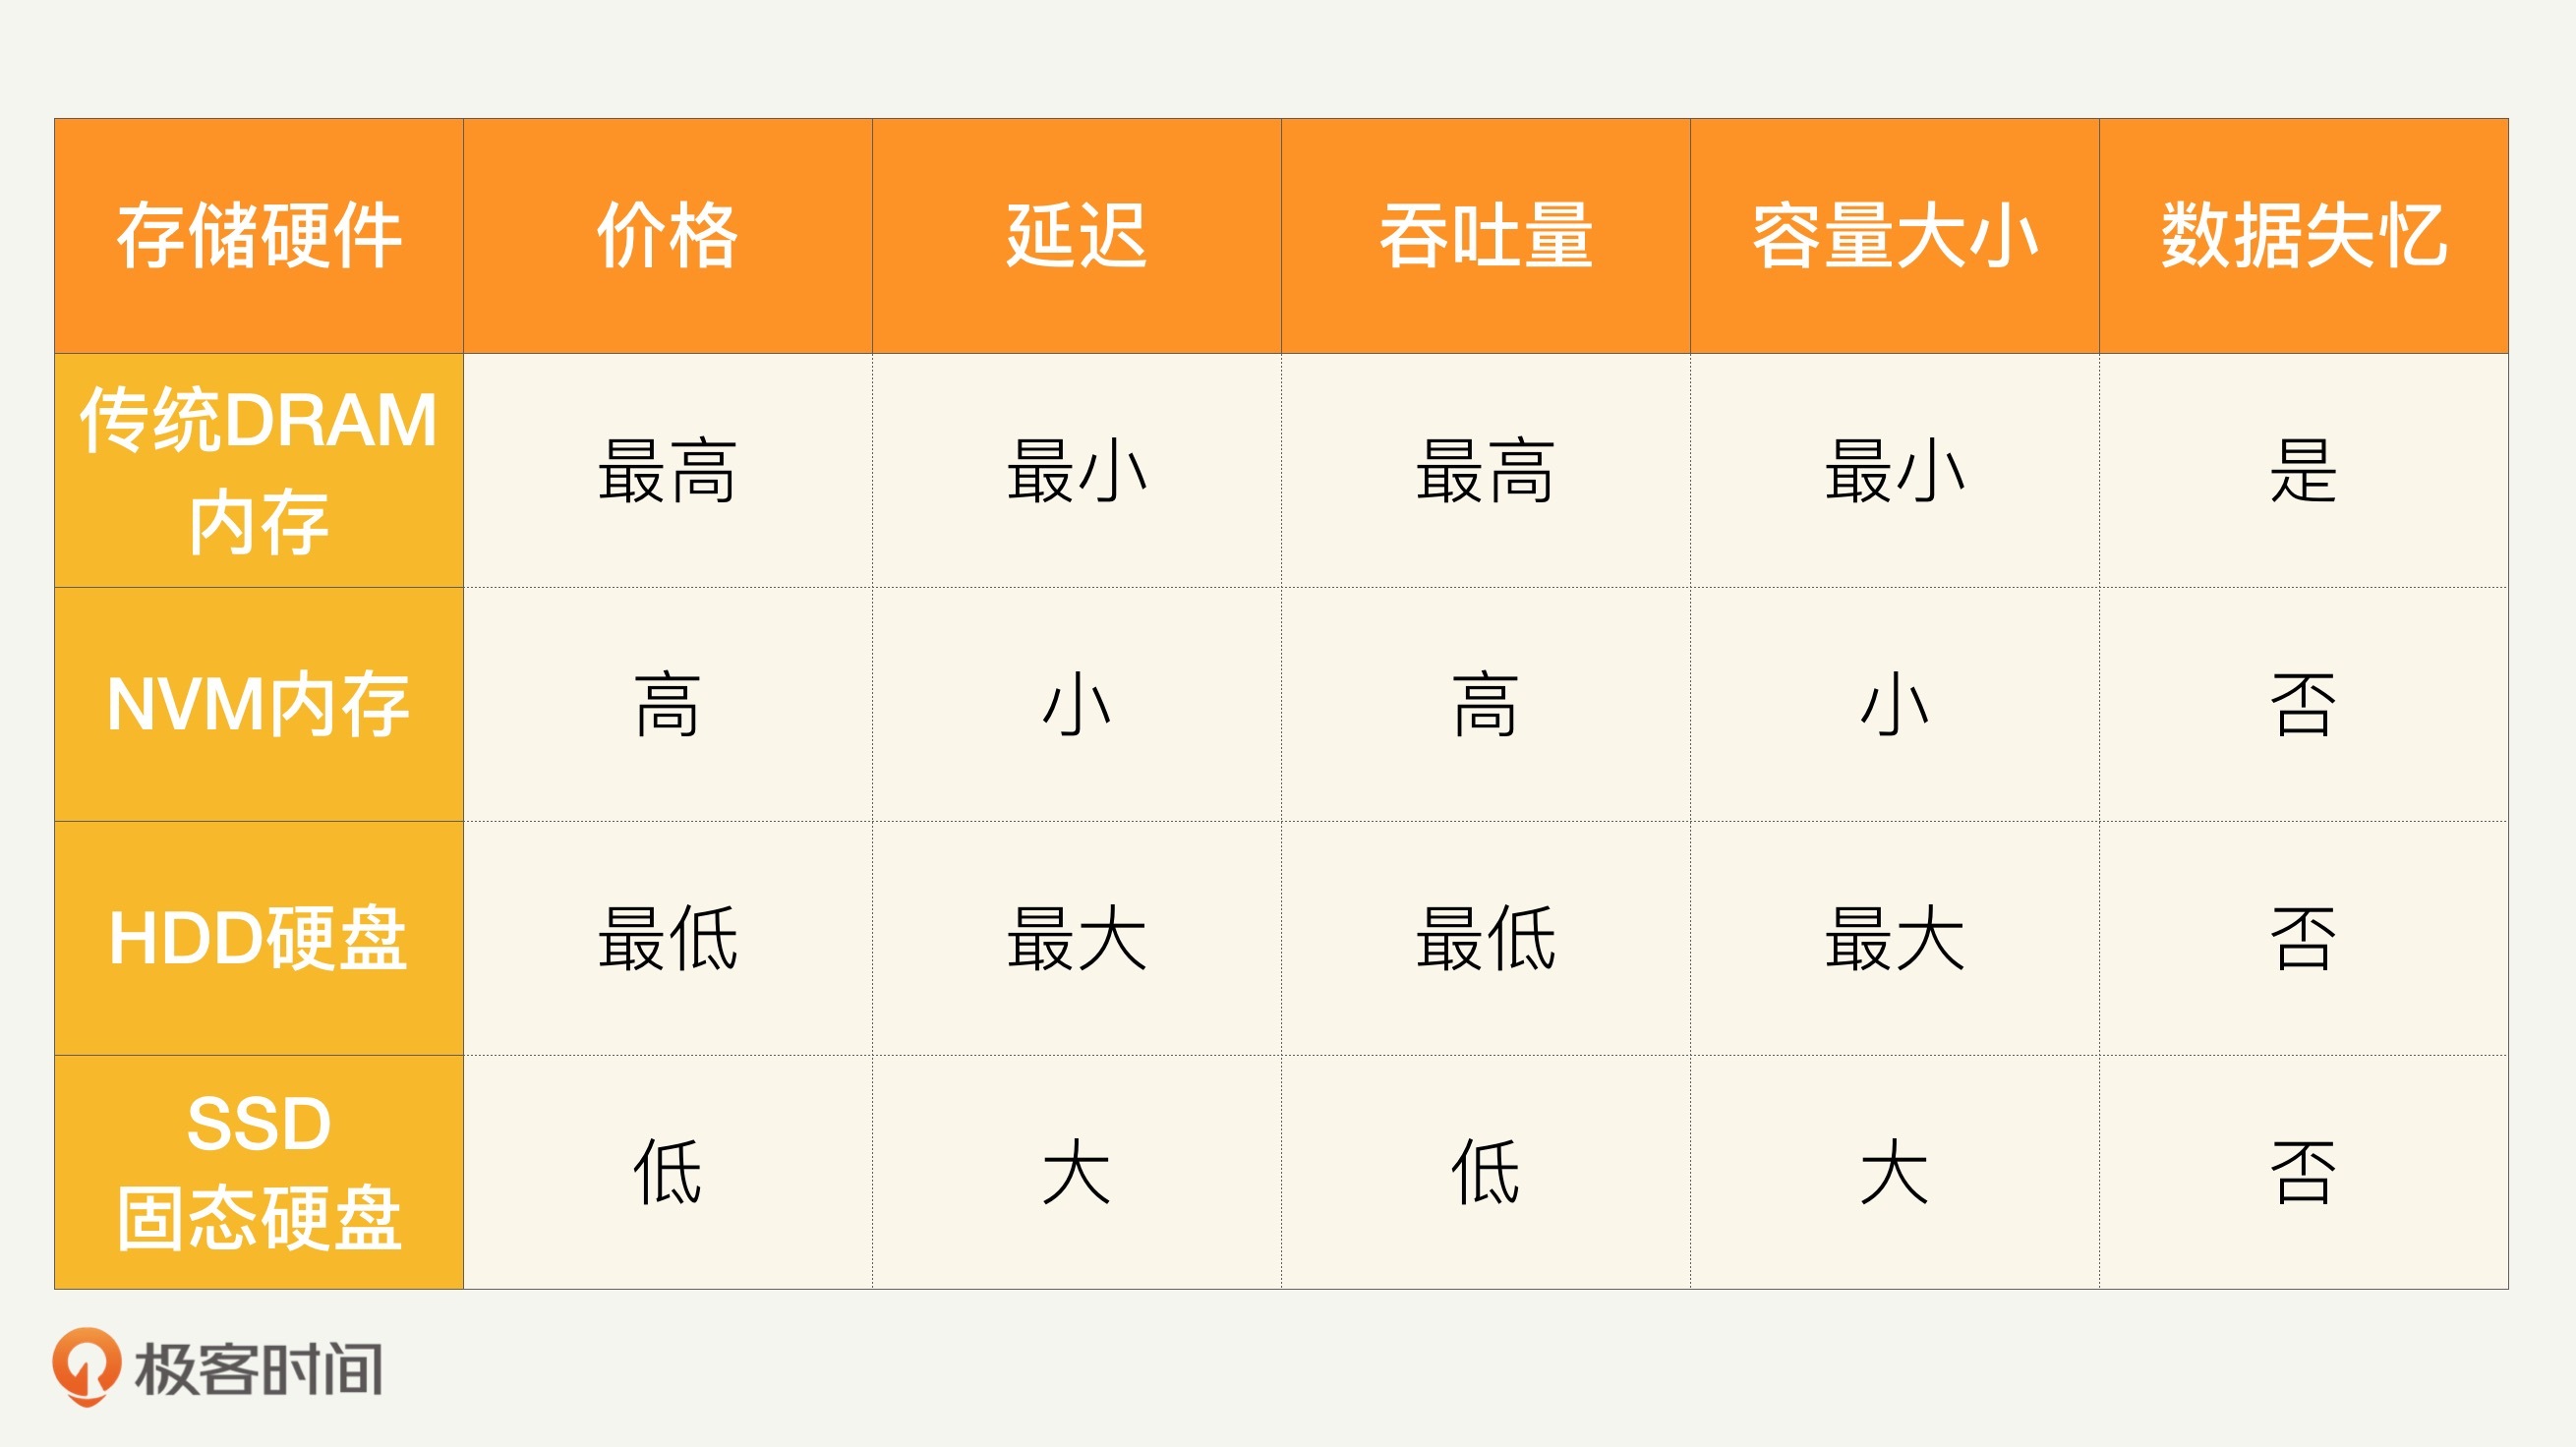 存储硬件 价格 延迟 吞吐量 容量大小 数据失忆
传统DRAM
内存 最高 最小 最高 最小 是
NVM内存 高 小 高 小 否
HDD硬盘 最低 最大 最低 最大 否
SSD
固态硬盘 低 大 低 大 否
极客时间